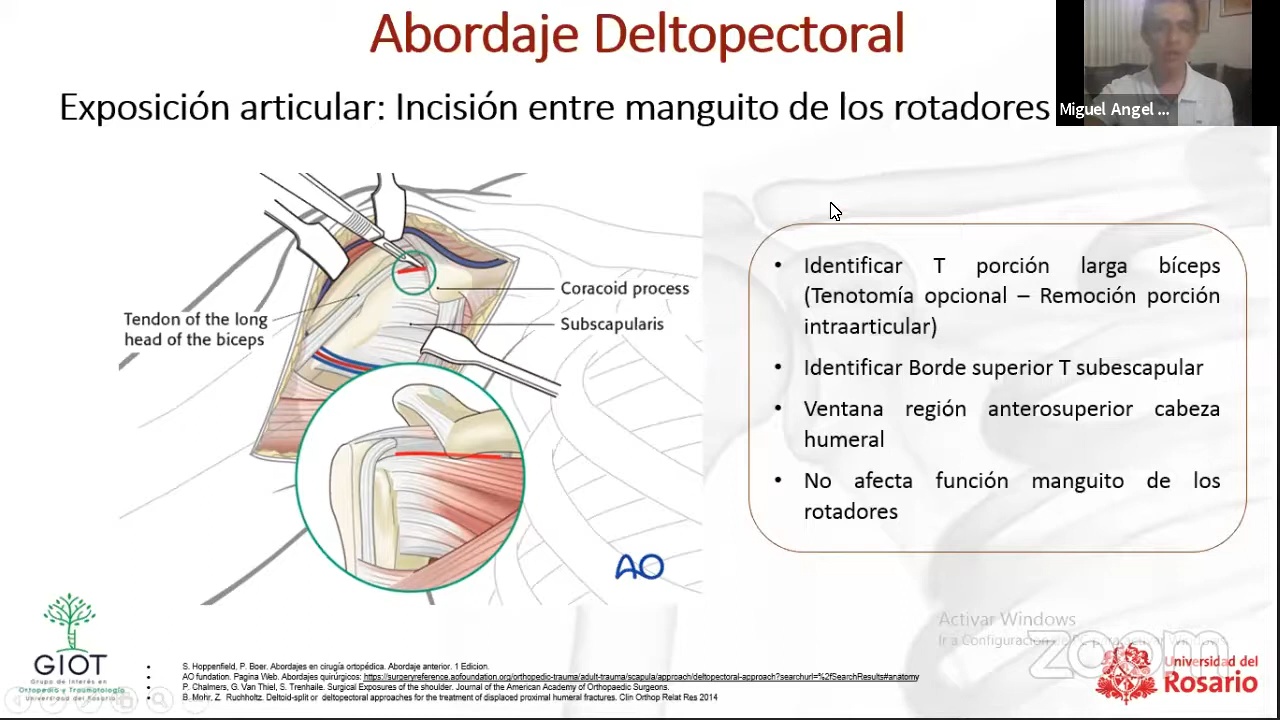 Abordaje Deltopectoral
Exposición articular: Incisión entre manguito de los rotadores
Miguel Angel ...
Coracoid process
Subscapularis
Tendon of the long
head of the biceps
AO
• Identificar T porción larga bíceps
(Tenotomía opcional – Remoción porción
intraarticular)
• Identificar Borde superior T subescapular
• Ventana región anterosuperior cabeza
humeral
• No afecta función manguito de los
rotadores
Activar Windows
Ir a Configuración
zoom
GIOT
Grupo de Interés en
Ortopedia y Traumatología
Universidad del Rosario
• S. Hoppenfield, P. Boer. Abordajes en cirugía ortopédica. Abordaje anterior. 1 Edicion.
• AO fundation. Pagina Web. Abordajes quirúrgicos: https://surgeryreference.aofoundation.org/orthopedic-trauma/adult-trauma/scapula/approach/deltopectoral-approach?searchurl=%2fSearchResults#anatomy
• P. Chalmers, G. Van Thiel, S. Trenhaile. Surgical Exposures of the shoulder. Journal of the American Academy of Orthopaedic Surgeons.
• B. Mohr, Z. Ruchholtz. Deltoid-split or deltopectoral approaches for the treatment of displaced proximal humeral fractures. Clin Orthop Relat Res 2014
Universidad del
Rosario